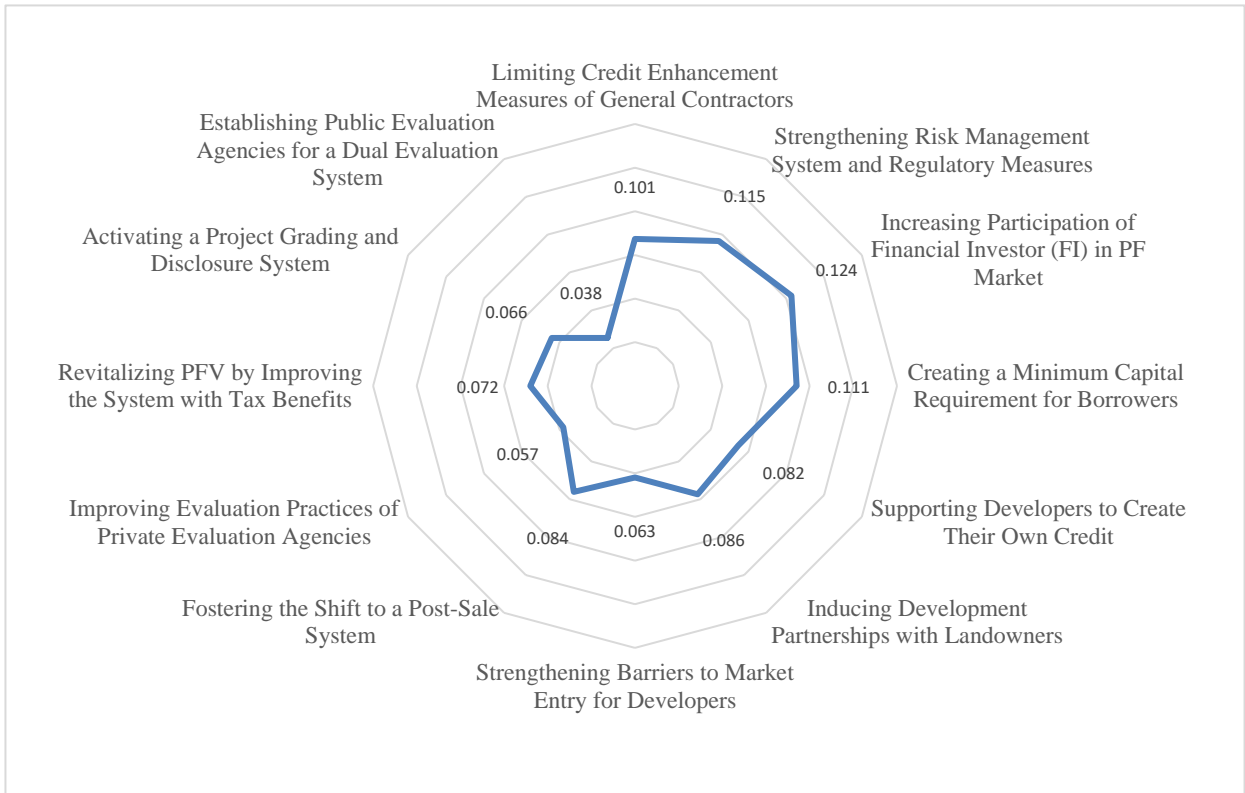 Limiting Credit Enhancement
Measures of General Contractors
Strengthening Risk Management
System and Regulatory Measures
Increasing Participation of
Financial Investor (FI) in PF
Market
Creating a Minimum Capital
Requirement for Borrowers
Supporting Developers to Create
Their Own Credit
Inducing Development
Partnerships with Landowners
Strengthening Barriers to Market
Entry for Developers
Fostering the Shift to a Post-Sale
System
Improving Evaluation Practices of
Private Evaluation Agencies
Revitalizing PFV by Improving
the System with Tax Benefits
Activating a Project Grading and
Disclosure System
Establishing Public Evaluation
Agencies for a Dual Evaluation
System
0.101
0.115
0.124
0.111
0.082
0.086
0.063
0.084
0.057
0.072
0.066
0.038